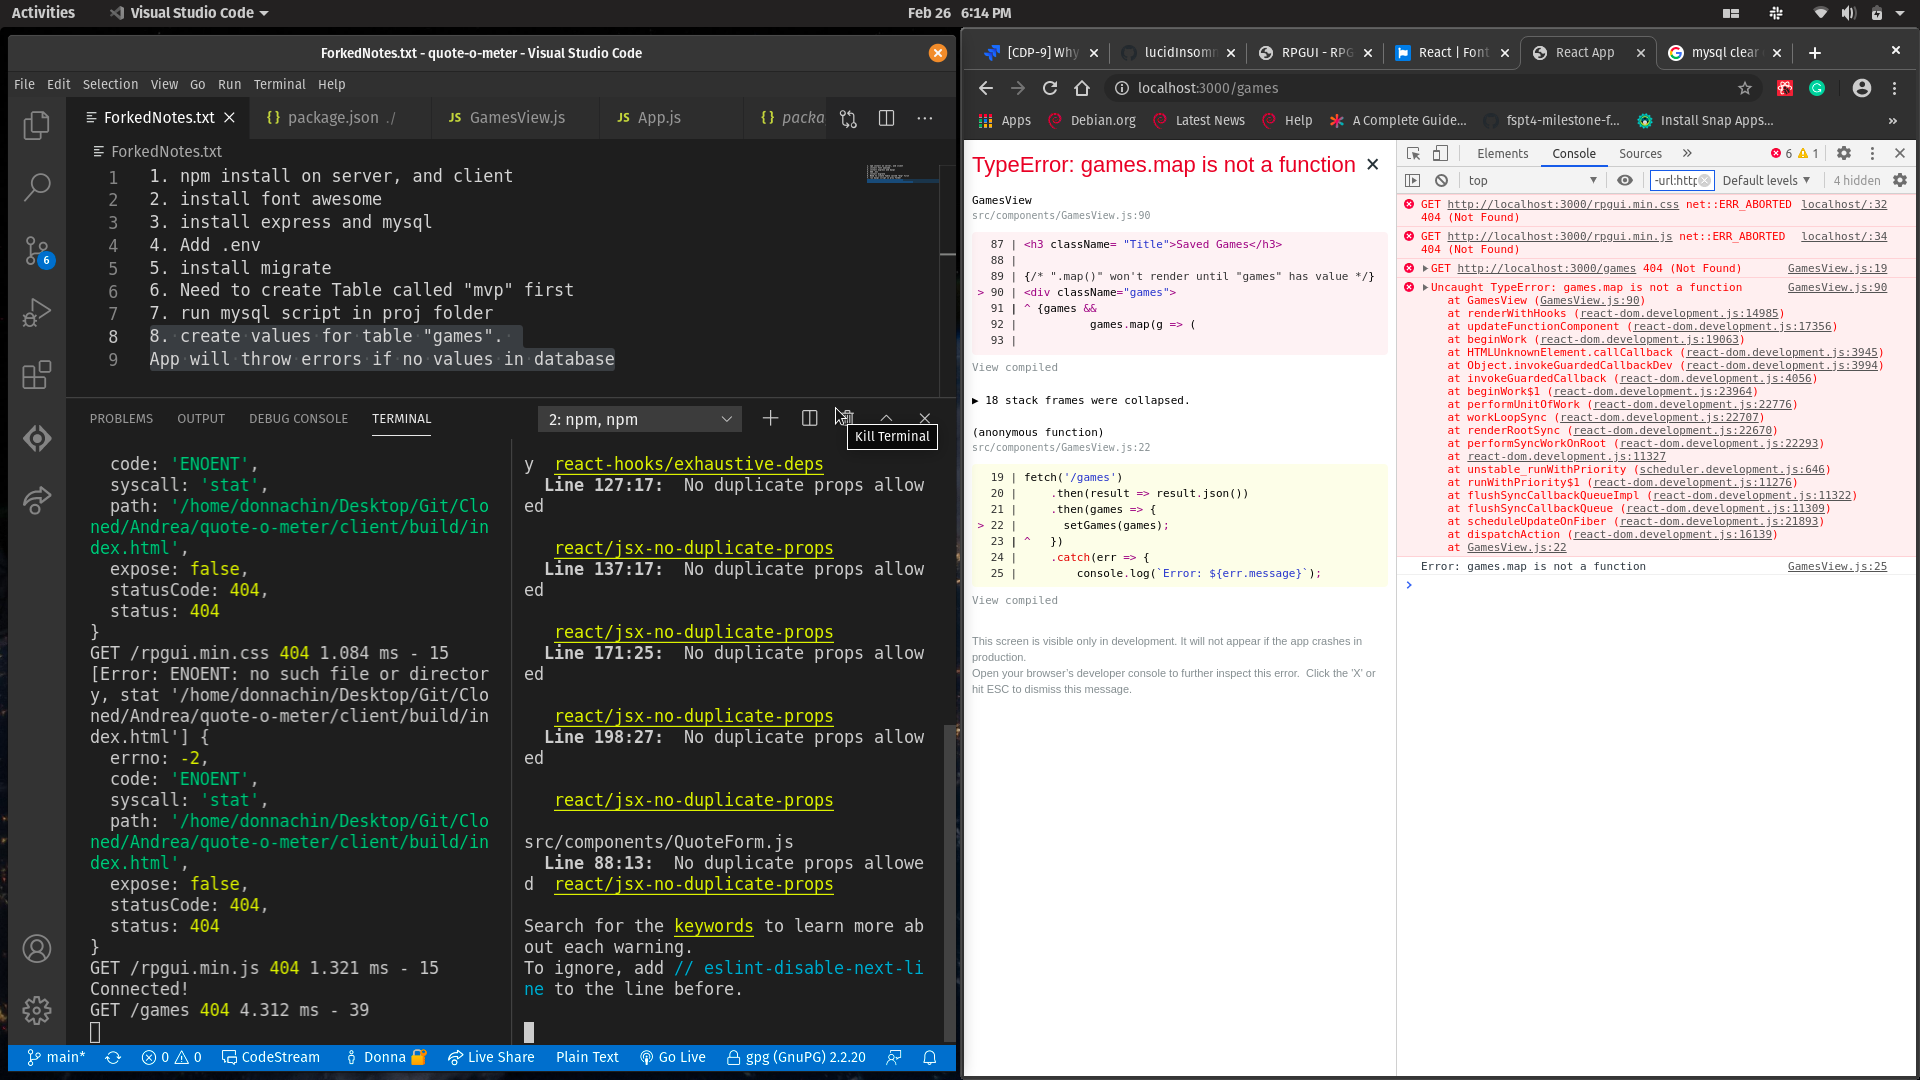 Activities
Visual Studio Code
Feb 26 6:14 PM
ForkedNotes.txt - quote-o-meter - Visual Studio Code
File Edit Selection View Go Run Terminal Help
ForkedNotes.txt
package.json ./
JS GamesView.js
JS App.js
{} packa
ForkedNotes.txt
1 1. npm install on server, and client
2 2. install font awesome
3 3. install express and mysql
4 4. Add .env
5 5. install migrate
6 6. Need to create Table called "mvp" first
7 7. run mysql script in proj folder
8 8. create values for table "games".
9 App will throw errors if no values in database
6
PROBLEMS OUTPUT DEBUG CONSOLE TERMINAL
2: npm, npm
Kill Terminal
code: 'ENOENT',
syscall: 'stat',
path: '/home/donnachin/Desktop/Git/Clo
ned/Andrea/quote-o-meter/client/build/in
dex.html',
expose: false,
statusCode: 404,
status: 404
}
GET /rpgui.min.css 404 1.084 ms - 15
[Error: ENOENT: no such file or director
y, stat '/home/donnachin/Desktop/Git/Clo
ned/Andrea/quote-o-meter/client/build/in
dex.html'] {
errno: -2,
code: 'ENOENT',
syscall: 'stat',
path: '/home/donnachin/Desktop/Git/Clo
ned/Andrea/quote-o-meter/client/build/in
dex.html',
expose: false,
statusCode: 404,
status: 404
}
GET /rpgui.min.js 404 1.321 ms - 15
Connected!
GET /games 404 4.312 ms - 39
y react-hooks/exhaustive-deps
Line 127:17: No duplicate props allow
ed
react/jsx-no-duplicate-props
Line 137:17: No duplicate props allow
ed
react/jsx-no-duplicate-props
Line 171:25: No duplicate props allow
ed
react/jsx-no-duplicate-props
Line 198:27: No duplicate props allow
ed
react/jsx-no-duplicate-props
src/components/QuoteForm.js
Line 88:13: No duplicate props allowe
d react/jsx-no-duplicate-props
Search for the keywords to learn more ab
out each warning.
To ignore, add // eslint-disable-next-li
ne to the line before.
main* 0 0 CodeStream Donna Live Share Plain Text Go Live gpg (GnuPG) 2.2.20
[CDP-9] Why
lucidInsomn
RPGUI - RPG
React | Font
React App
mysql clear
localhost:3000/games
Apps Debian.org Latest News Help A Complete Guide... fspt4-milestone-f... Install Snap Apps... »
TypeError: games.map is not a function ×
GamesView
src/components/GamesView.js:90
87 | <h3 className= "Title">Saved Games</h3>
88 |
89 | {/* ".map()" won't render until "games" has value */}
> 90 | <div className="games">
91 | ^ {games &&
92 | games.map(g => (
93 |
View compiled
▶ 18 stack frames were collapsed.
(anonymous function)
src/components/GamesView.js:22
19 | fetch('/games')
20 | .then(result => result.json())
21 | .then(games => {
> 22 | setGames(games);
23 | ^ })
24 | .catch(err => {
25 | console.log(`Error: ${err.message}`);
View compiled
This screen is visible only in development. It will not appear if the app crashes in
production.
Open your browser's developer console to further inspect this error. Click the 'X' or
hit ESC to dismiss this message.
Elements Console Sources » 6 1
top
-url:http
Default levels
4 hidden
GET http://localhost:3000/rpgui.min.css net::ERR_ABORTED localhost/:32
404 (Not Found)
GET http://localhost:3000/rpgui.min.js net::ERR_ABORTED localhost/:34
404 (Not Found)
GET http://localhost:3000/games 404 (Not Found) GamesView.js:19
Uncaught TypeError: games.map is not a function GamesView.js:90
at GamesView (GamesView.js:90)
at renderWithHooks (react-dom.development.js:14985)
at updateFunctionComponent (react-dom.development.js:17356)
at beginWork (react-dom.development.js:19063)
at HTMLUnknownElement.callCallback (react-dom.development.js:3945)
at Object.invokeGuardedCallbackDev (react-dom.development.js:3994)
at invokeGuardedCallback (react-dom.development.js:4056)
at beginWork$1 (react-dom.development.js:23964)
at performUnitOfWork (react-dom.development.js:22776)
at workLoopSync (react-dom.development.js:22707)
at renderRootSync (react-dom.development.js:22670)
at performSyncWorkOnRoot (react-dom.development.js:22293)
at react-dom.development.js:11327
at unstable_runWithPriority (scheduler.development.js:646)
at runWithPriority$1 (react-dom.development.js:11276)
at flushSyncCallbackQueueImpl (react-dom.development.js:11322)
at flushSyncCallbackQueue (react-dom.development.js:11309)
at scheduleUpdateOnFiber (react-dom.development.js:21893)
at dispatchAction (react-dom.development.js:16139)
at GamesView.js:22
Error: games.map is not a function GamesView.js:25